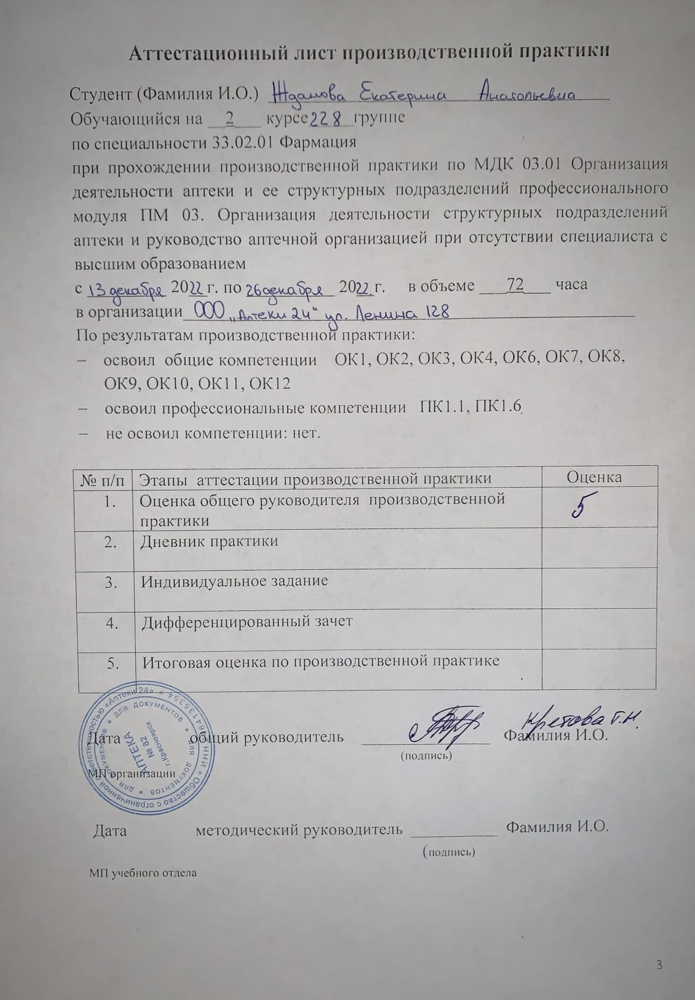 Аттестационный лист производственной практики
Студент (Фамилия И.О.) Жданова Екатерина Анатольевна
Обучающийся на 2 курсе 228 группе
по специальности 33.02.01 Фармация
при прохождении производственной практики по МДК 03.01 Организация
деятельности аптеки и ее структурных подразделений профессионального
модуля ПМ 03. Организация деятельности структурных подразделений
аптеки и руководство аптечной организацией при отсутствии специалиста с
высшим образованием
с 13 декабря 2022 г. по 26 декабря 2022 г. в объеме 72 часа
в организации ООО „Аптеки 24" ул. Ленина 128
По результатам производственной практики:
– освоил общие компетенции ОК1, ОК2, ОК3, ОК4, ОК6, ОК7, ОК8,
ОК9, ОК10, ОК11, ОК12
– освоил профессиональные компетенции ПК1.1, ПК1.6
– не освоил компетенции: нет.
№ п/п Этапы аттестации производственной практики Оценка
1. Оценка общего руководителя производственной 5
практики
2. Дневник практики
3. Индивидуальное задание
4. Дифференцированный зачет
5. Итоговая оценка по производственной практике
Общество с ограниченной ответственностью «Аптеки 24» *
* для документов * для документов * для документов
АПТЕКА
№ 82
г.Красноярск
Кретова Г.Н.
Дата общий руководитель Фамилия И.О.
(подпись)
МП организации
Дата методический руководитель Фамилия И.О.
(подпись)
МП учебного отдела
3